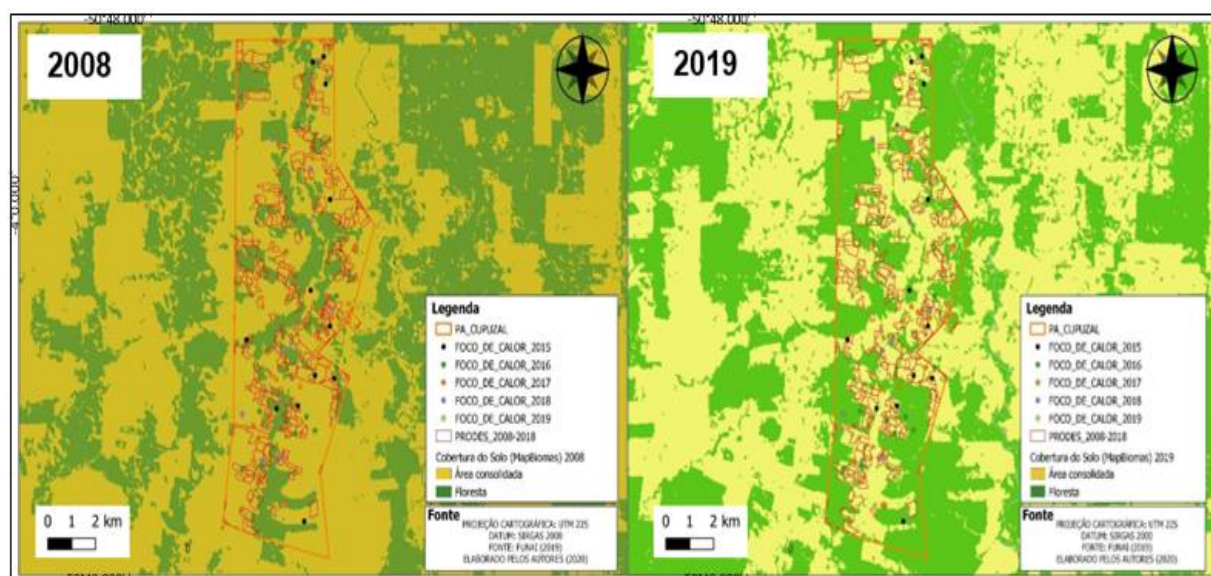 -50°48.000'
-50°48.000'
2008
2019
Legenda
PA_CUPUZAL
FOCO_DE_CALOR_2015
FOCO_DE_CALOR_2016
FOCO_DE_CALOR_2017
FOCO_DE_CALOR_2018
FOCO_DE_CALOR_2019
PRODES_2008-2018
Cobertura do Solo (MapBiomas) 2008
Área consolidada
Floresta
0 1 2 km
Fonte
PROJEÇÃO CARTOGRÁFICA: UTM 22S
DATUM: SIRGAS 2000
FONTE: FUNAI (2019)
ELABORADO PELOS AUTORES (2020)
Legenda
PA_CUPUZAL
FOCO_DE_CALOR_2015
FOCO_DE_CALOR_2016
FOCO_DE_CALOR_2017
FOCO_DE_CALOR_2018
FOCO_DE_CALOR_2019
PRODES_2008-2018
Cobertura do Solo (MapBiomas) 2019
Área consolidada
Floresta
0 1 2 km
Fonte
PROJEÇÃO CARTOGRÁFICA: UTM 22S
DATUM: SIRGAS 2000
FONTE: FUNAI (2019)
ELABORADO PELOS AUTORES (2020)